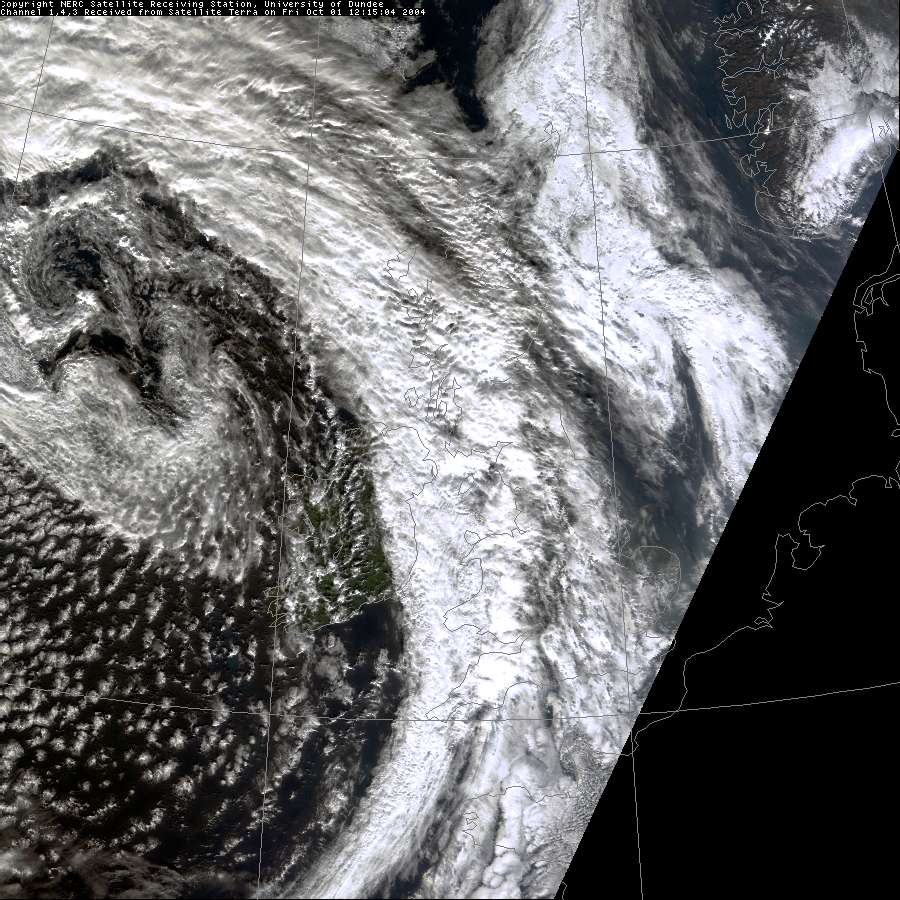 Copyright NERC Satellite Receiving Station, University of Dundee
Channel 1,4,3 Received from Satellite Terra on Fri Oct 01 12:15:04 2004